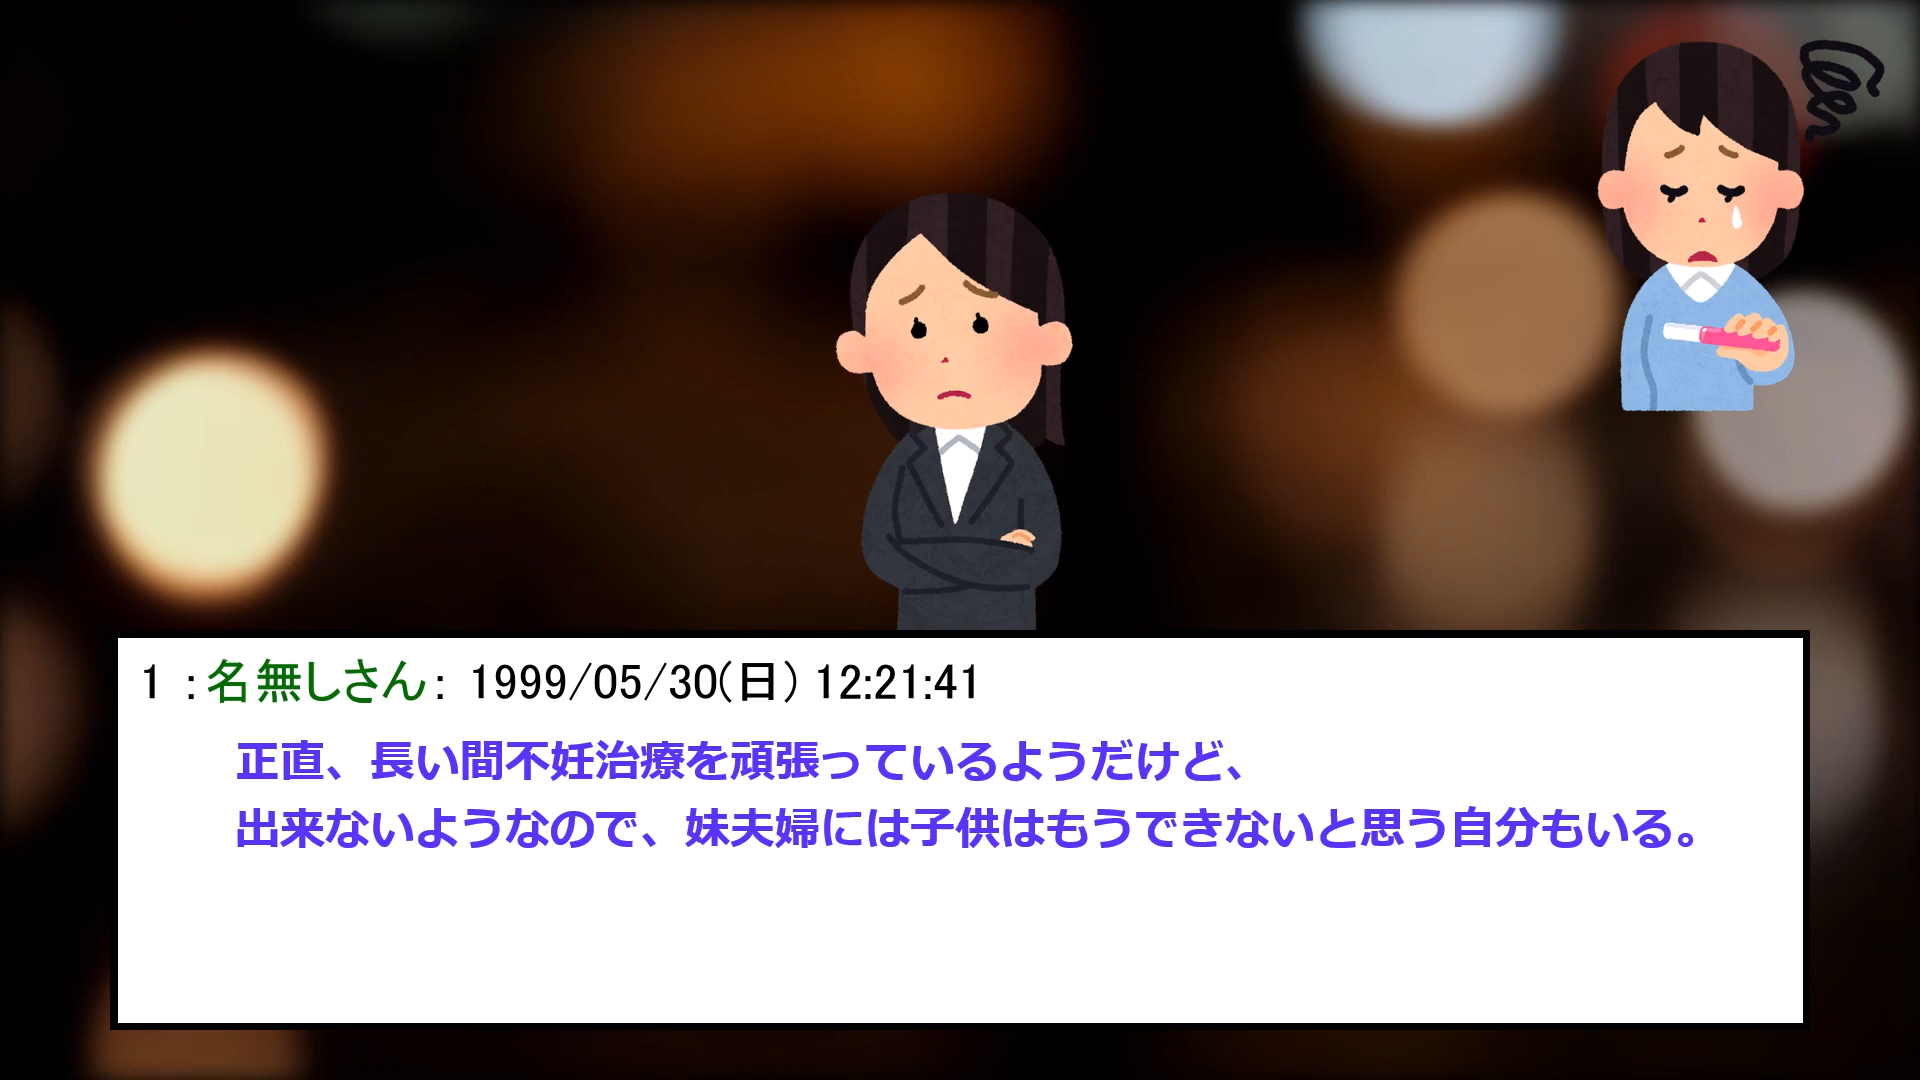 1 :名無しさん: 1999/05/30(日) 12:21:41
正直、長い間不妊治療を頑張っているようだけど、
出来ないようなので、妹夫婦には子供はもうできないと思う自分もいる。